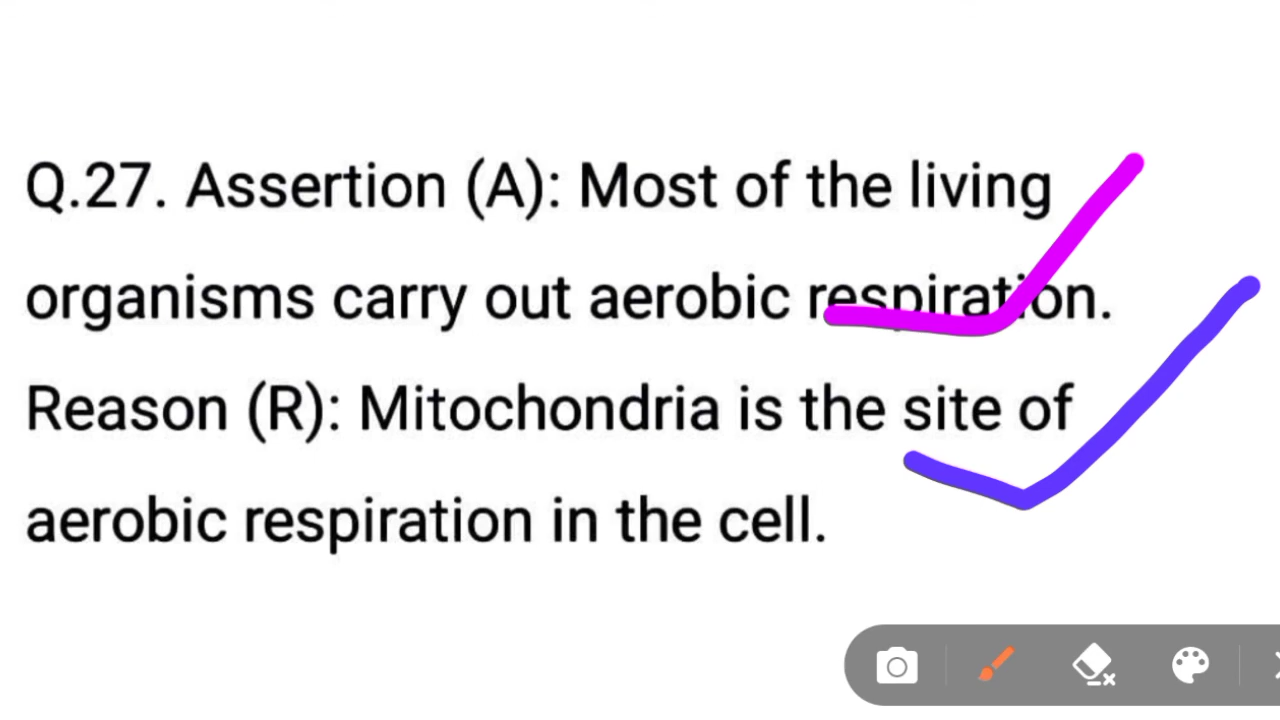 Q.27. Assertion (A): Most of the living
organisms carry out aerobic respiration.
Reason (R): Mitochondria is the site of
aerobic respiration in the cell.